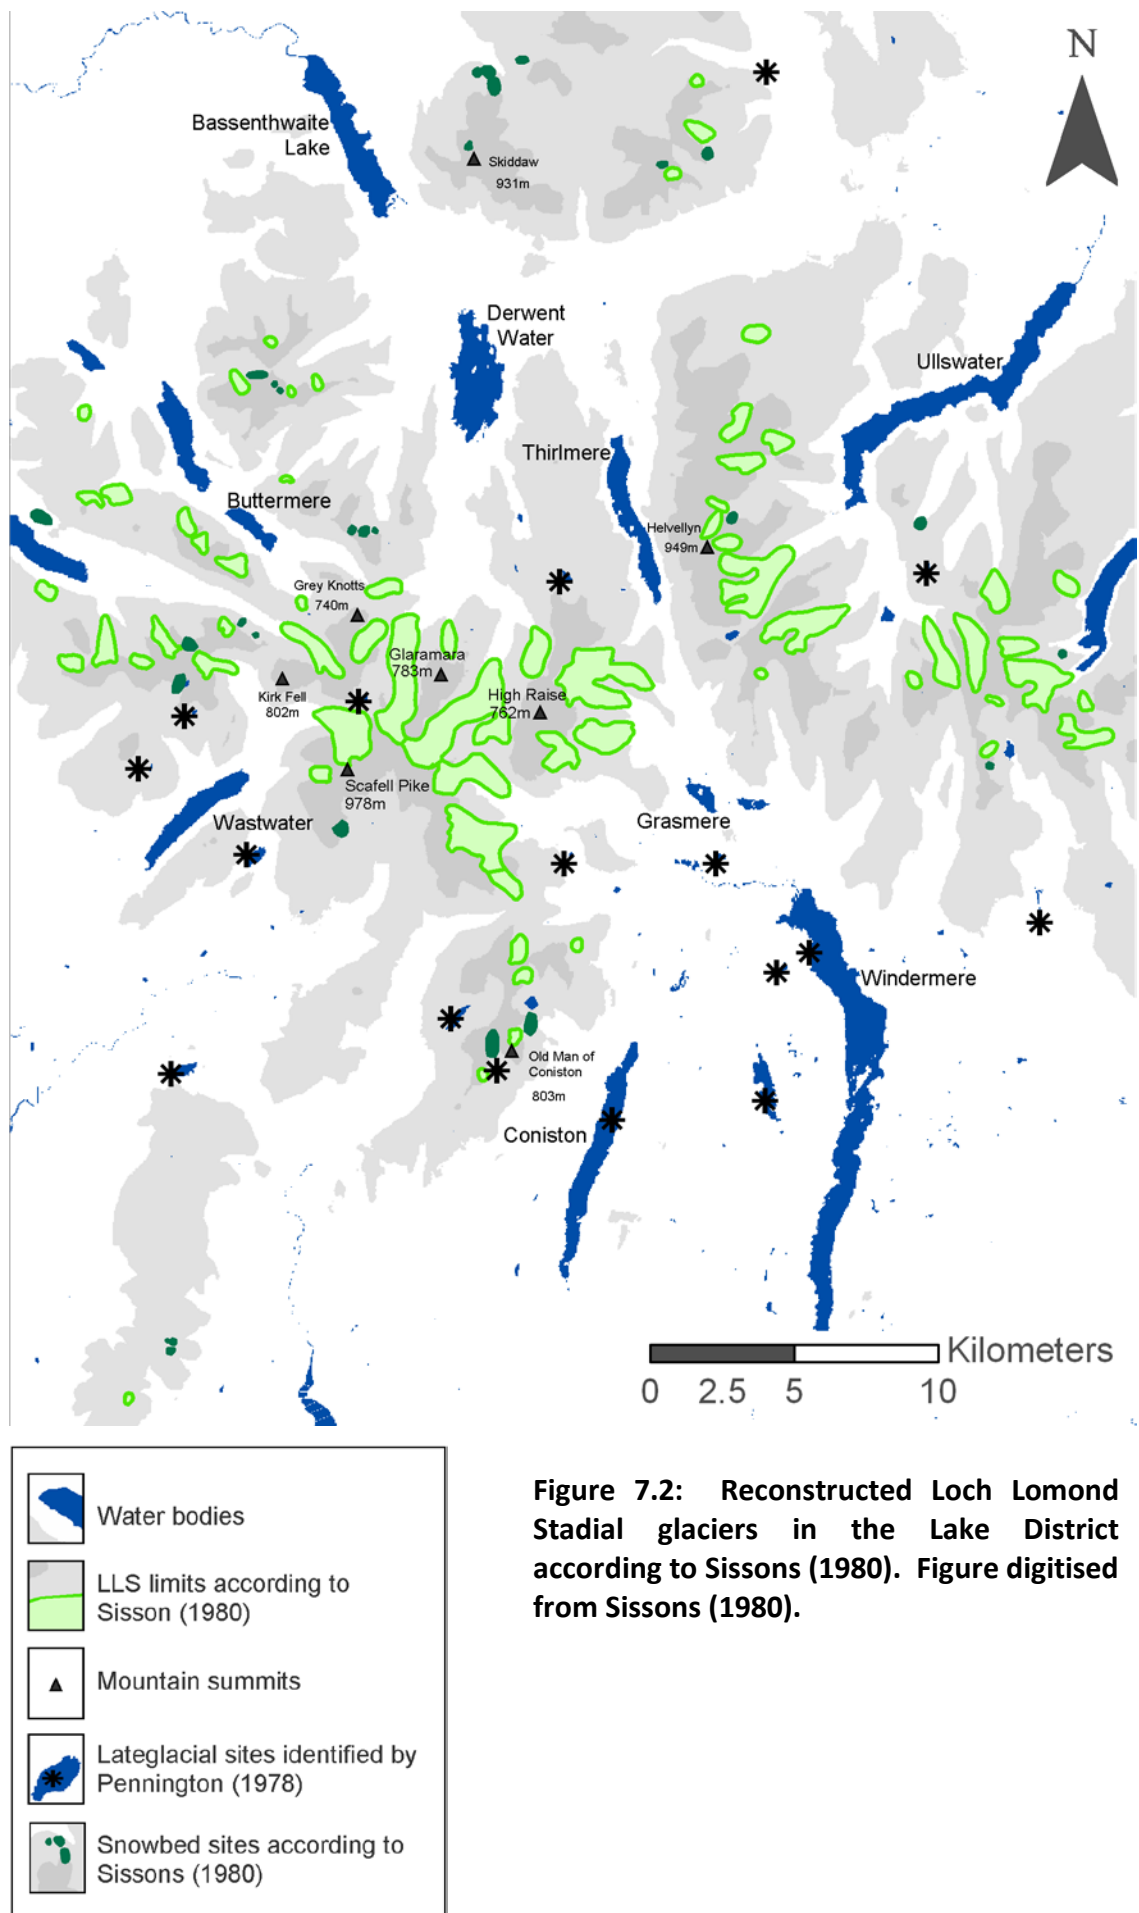 N
Bassenthwaite
Lake
Skiddaw
931m
Derwent
Water
Ullswater
Thirlmere
Buttermere
Helvellyn
949m
Grey Knotts
740m
Glaramara
783m
Kirk Fell
802m
High Raise
762m
Scafell Pike
978m
Wastwater
Grasmere
Windermere
Old Man of
Coniston
803m
Coniston
Kilometers
0 2.5 5 10
Water bodies
LLS limits according to
Sisson (1980)
Mountain summits
Lateglacial sites identified by
Pennington (1978)
Snowbed sites according to
Sissons (1980)
Figure 7.2: Reconstructed Loch Lomond
Stadial glaciers in the Lake District
according to Sissons (1980). Figure digitised
from Sissons (1980).